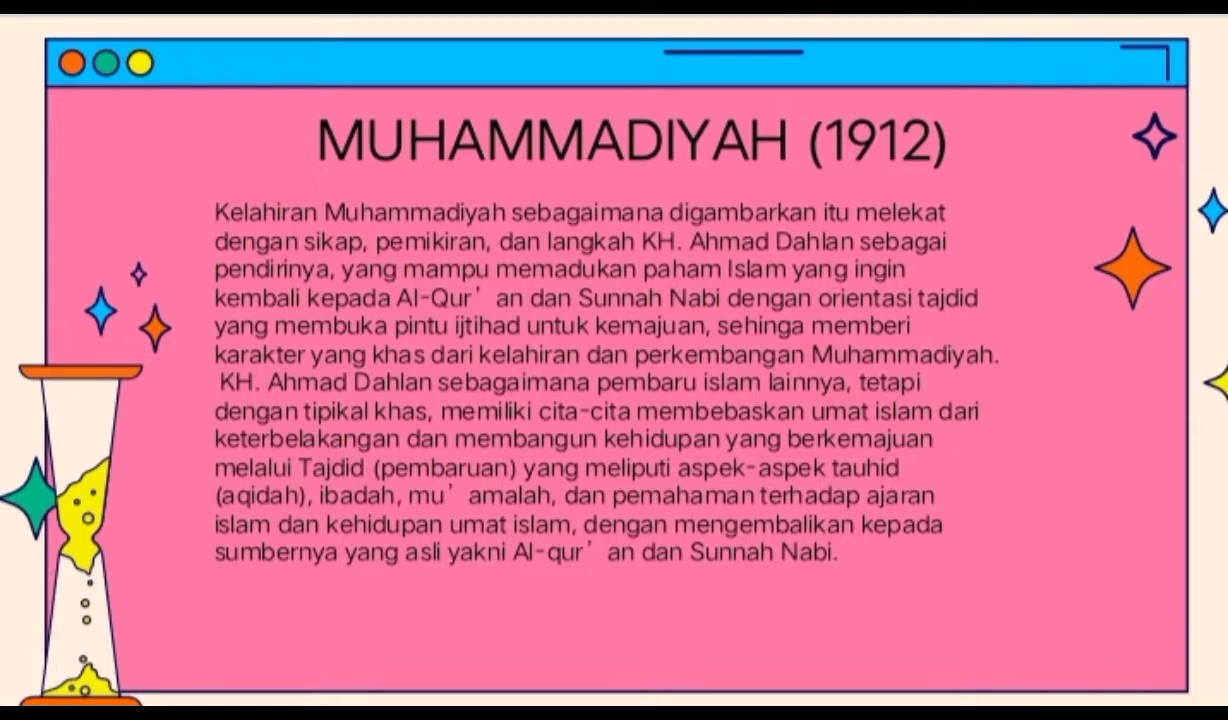 MUHAMMADIYAH (1912)
Kelahiran Muhammadiyah sebagaimana digambarkan itu melekat
dengan sikap, pemikiran, dan langkah KH. Ahmad Dahlan sebagai
pendirinya, yang mampu memadukan paham Islam yang ingin
kembali kepada Al-Qur’ an dan Sunnah Nabi dengan orientasi tajdid
yang membuka pintu ijtihad untuk kemajuan, sehinga memberi
karakter yang khas dari kelahiran dan perkembangan Muhammadiyah.
KH. Ahmad Dahlan sebagaimana pembaru islam lainnya, tetapi
dengan tipikal khas, memiliki cita-cita membebaskan umat islam dari
keterbelakangan dan membangun kehidupan yang berkemajuan
melalui Tajdid (pembaruan) yang meliputi aspek-aspek tauhid
(aqidah), ibadah, mu’ amalah, dan pemahaman terhadap ajaran
islam dan kehidupan umat islam, dengan mengembalikan kepada
sumbernya yang asli yakni Al-qur’ an dan Sunnah Nabi.